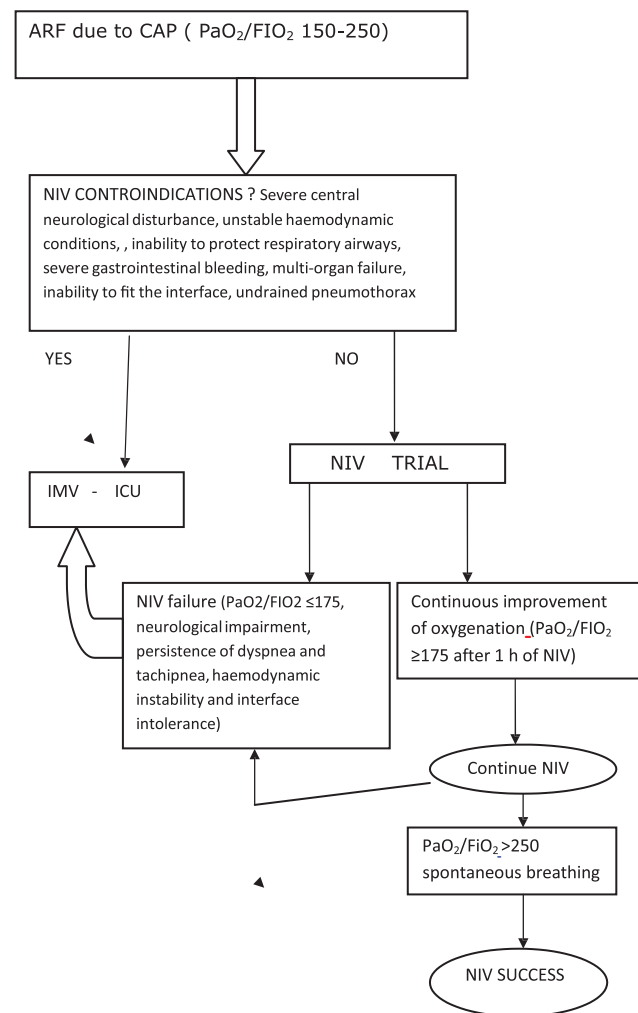 ARF due to CAP ( PaO₂/FIO₂ 150-250)
NIV CONTROINDICATIONS ? Severe central
neurological disturbance, unstable haemodynamic
conditions, , inability to protect respiratory airways,
severe gastrointestinal bleeding, multi-organ failure,
inability to fit the interface, undrained pneumothorax
YES
NO
NIV TRIAL
IMV - ICU
NIV failure (PaO2/FIO2 ≤175,
neurological impairment,
persistence of dyspnea and
tachipnea, haemodynamic
instability and interface
intolerance)
Continuous improvement
of oxygenation (PaO₂/FIO₂
≥175 after 1 h of NIV)
Continue NIV
PaO₂/FiO₂ >250
spontaneous breathing
NIV SUCCESS